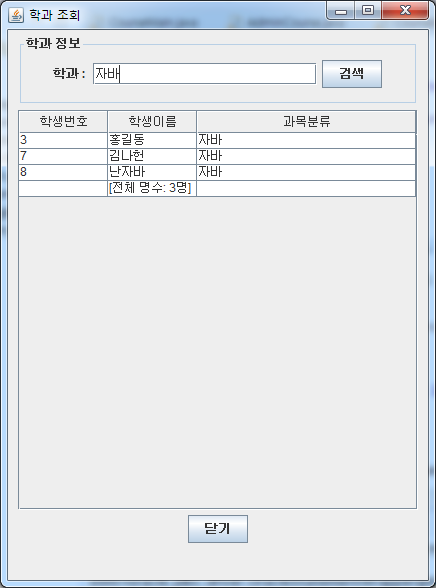 학과 조회
학과 정보
학과 : 자바 검색
학생번호 학생이름 과목분류
3 홍길동 자바
7 김나헌 자바
8 난자바 자바
[전체 명수: 3명]
닫기